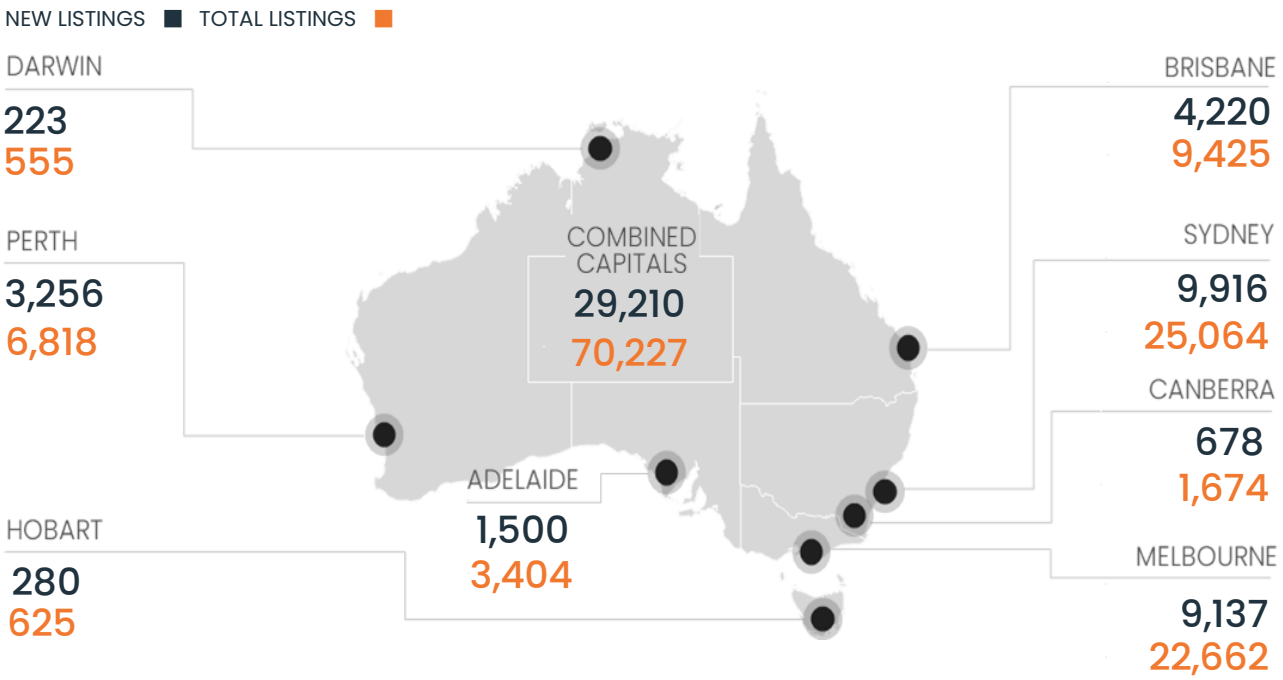 NEW LISTINGS TOTAL LISTINGS
DARWIN
223
555
PERTH
3,256
6,818
HOBART
280
625
COMBINED
CAPITALS
29,210
70,227
ADELAIDE
1,500
3,404
BRISBANE
4,220
9,425
SYDNEY
9,916
25,064
CANBERRA
678
1,674
MELBOURNE
9,137
22,662